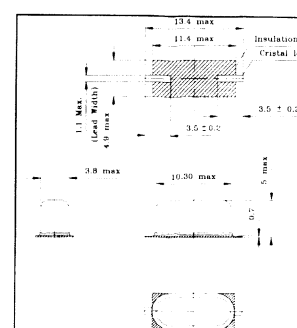 13.4 max
11.4 max
Insulation
Cristal
1.1 Max.
(Lead Width)
4.9 max
3.5 ± 0.3
3.5 ± 0.
3.8 max
10.30 max
5 max
0.7